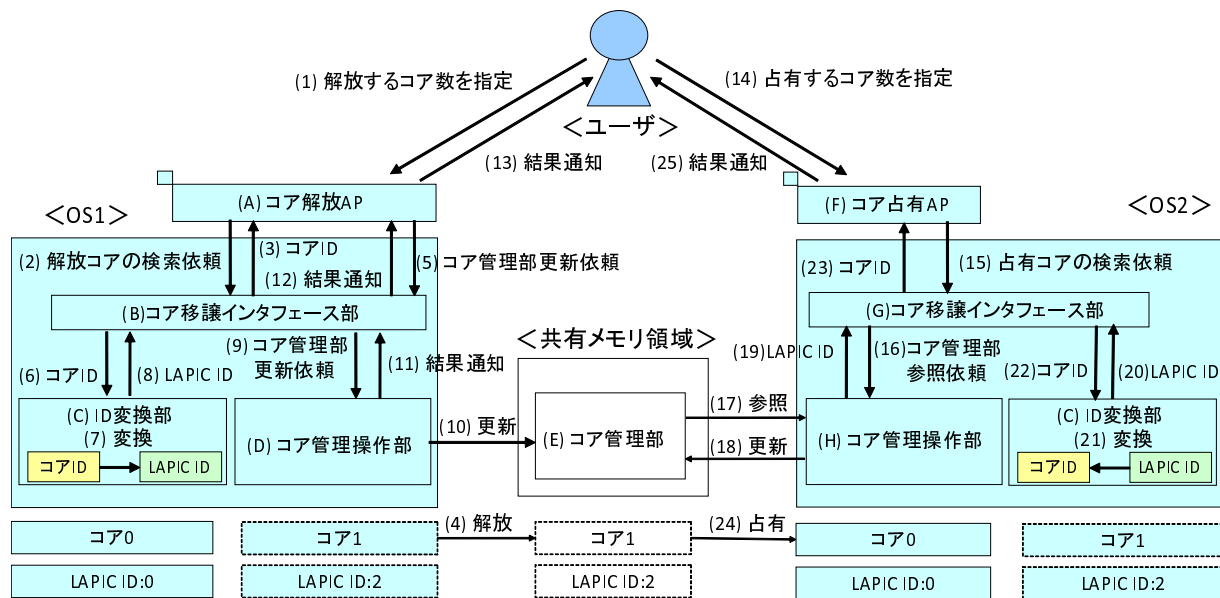 (1) 解放するコア数を指定
(14) 占有するコア数を指定
＜ユーザ＞
(13) 結果通知
(25) 結果通知
＜OS1＞
(A) コア解放AP
(F) コア占有AP
＜OS2＞
(2) 解放コアの検索依頼
(3) コアID
(12) 結果通知
(5) コア管理部更新依頼
(23) コアID
(15) 占有コアの検索依頼
(B)コア移譲インタフェース部
(G)コア移譲インタフェース部
(6) コアID
(8) LAPIC ID
(9) コア管理部
更新依頼
(11) 結果通知
＜共有メモリ領域＞
(19)LAPIC ID
(16)コア管理部
参照依頼
(22)コアID
(20)LAPIC ID
(C) ID変換部
(7) 変換
コアID
LAPIC ID
(D) コア管理操作部
(10) 更新
(E) コア管理部
(17) 参照
(18) 更新
(H) コア管理操作部
(C) ID変換部
(21) 変換
コアID
LAPIC ID
コア0
コア1
(4) 解放
コア1
(24) 占有
コア0
コア1
LAPIC ID:0
LAPIC ID:2
LAPIC ID:2
LAPIC ID:0
LAPIC ID:2